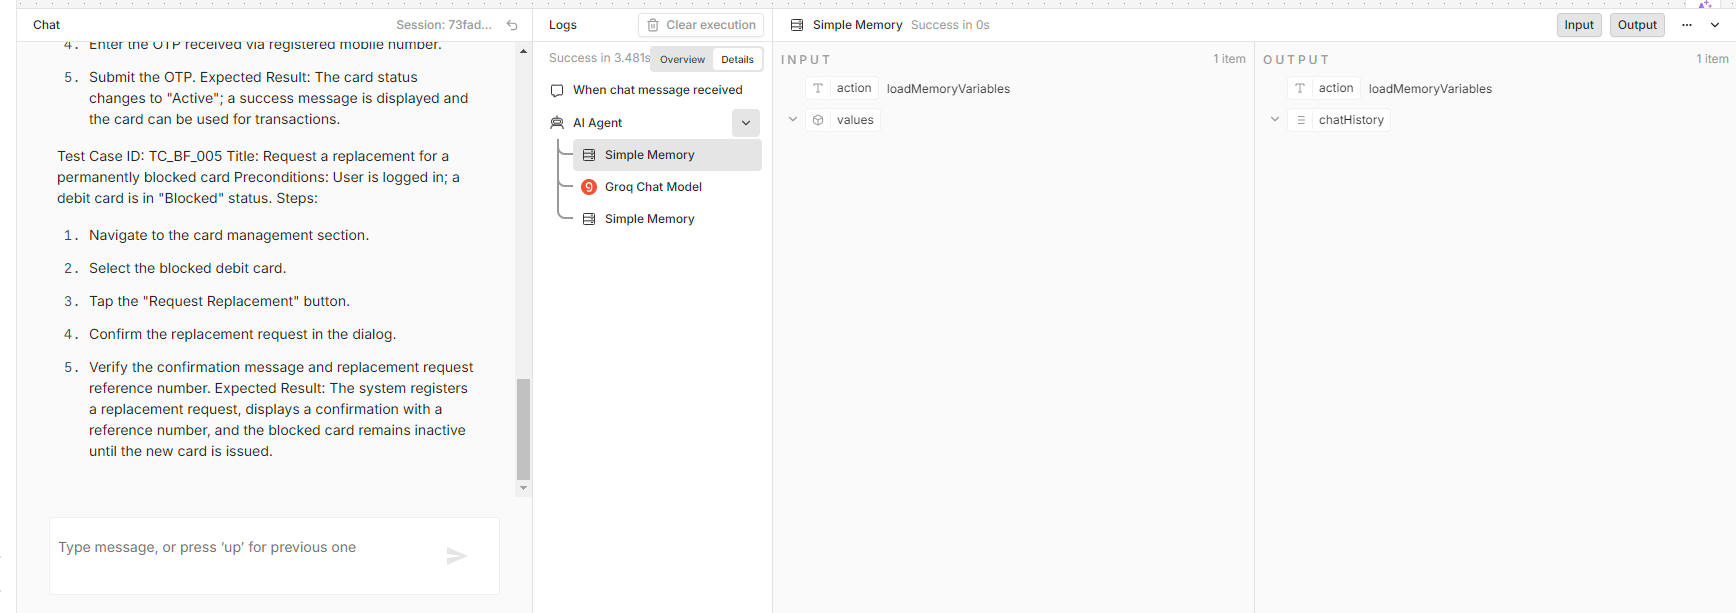 Chat
Session: 73fad...
4. Enter the OTP received via registered mobile number.
5. Submit the OTP. Expected Result: The card status
changes to "Active"; a success message is displayed and
the card can be used for transactions.
Test Case ID: TC_BF_005 Title: Request a replacement for a
permanently blocked card Preconditions: User is logged in; a
debit card is in "Blocked" status. Steps:
1. Navigate to the card management section.
2. Select the blocked debit card.
3. Tap the "Request Replacement" button.
4. Confirm the replacement request in the dialog.
5. Verify the confirmation message and replacement request
reference number. Expected Result: The system registers
a replacement request, displays a confirmation with a
reference number, and the blocked card remains inactive
until the new card is issued.
Type message, or press ‘up’ for previous one
Logs
Clear execution
Success in 3.481s
Overview
Details
When chat message received
AI Agent
Simple Memory
Groq Chat Model
Simple Memory
Simple Memory Success in 0s
Input
Output
INPUT
1 item
T action loadMemoryVariables
values
OUTPUT
1 item
T action loadMemoryVariables
chatHistory